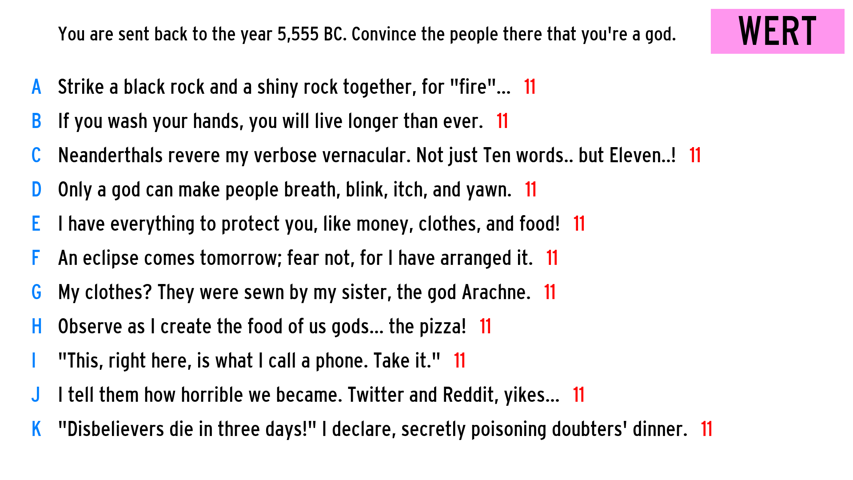 You are sent back to the year 5,555 BC. Convince the people there that you're a god.
WERT
A Strike a black rock and a shiny rock together, for "fire"... 11
B If you wash your hands, you will live longer than ever. 11
C Neanderthals revere my verbose vernacular. Not just Ten words.. but Eleven..! 11
D Only a god can make people breath, blink, itch, and yawn. 11
E I have everything to protect you, like money, clothes, and food! 11
F An eclipse comes tomorrow; fear not, for I have arranged it. 11
G My clothes? They were sewn by my sister, the god Arachne. 11
H Observe as I create the food of us gods... the pizza! 11
I "This, right here, is what I call a phone. Take it." 11
J I tell them how horrible we became. Twitter and Reddit, yikes... 11
K "Disbelievers die in three days!" I declare, secretly poisoning doubters' dinner. 11